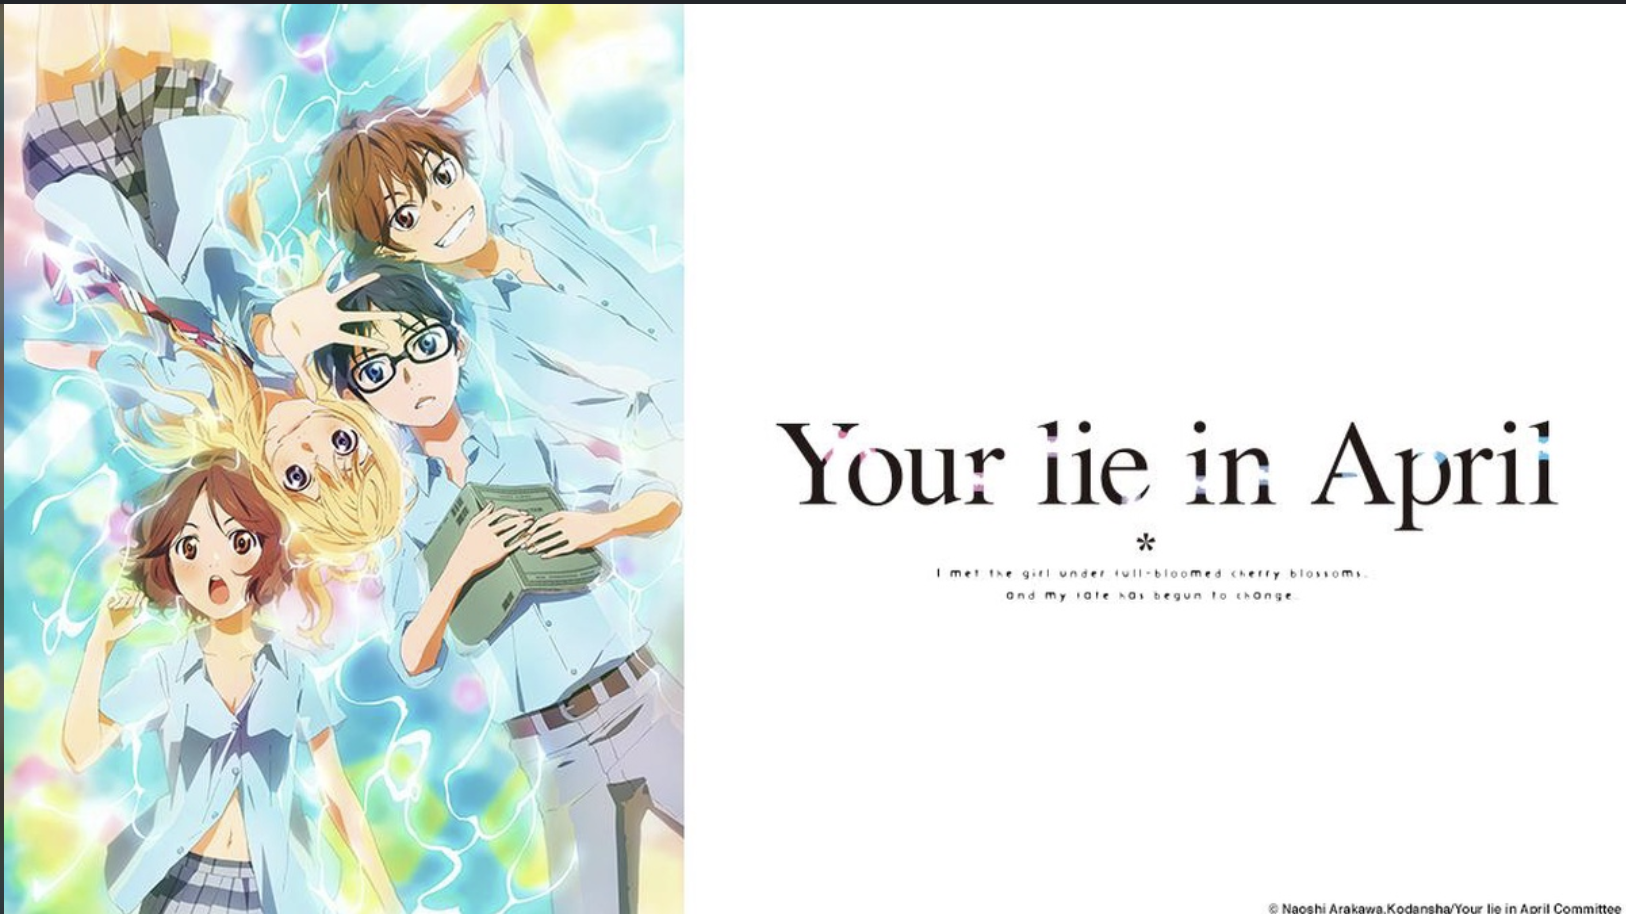 Your lie in April
*
I met the girl under full-bloomed cherry blossoms.
and my fate has begun to change.
© Naoshi Arakawa,Kodansha/Your lie in April Committee